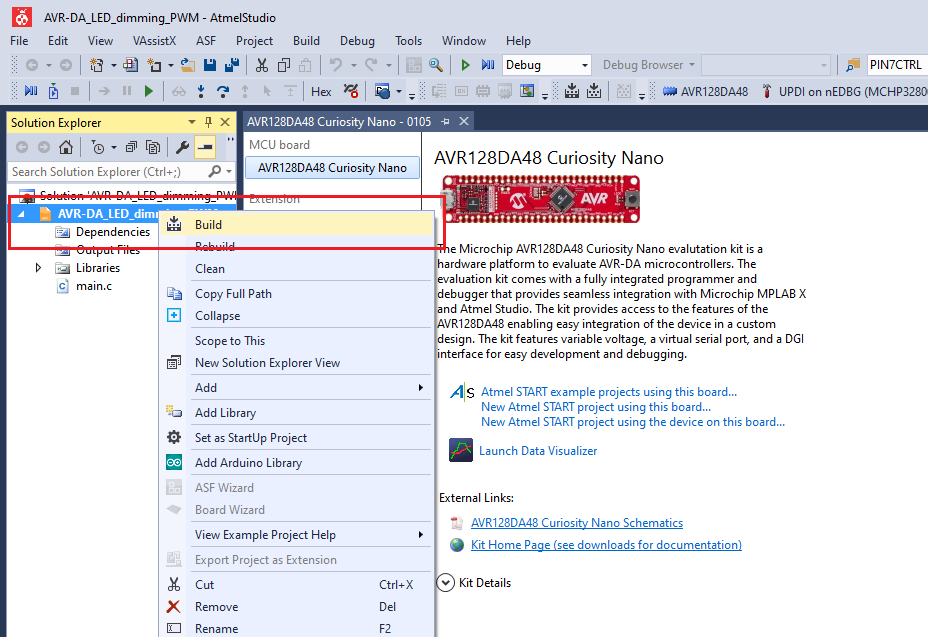 AVR-DA_LED_dimming_PWM - AtmelStudio
File Edit View VAssistX ASF Project Build Debug Tools Window Help
Debug Debug Browser PIN7CTRL
Hex AVR128DA48 UPDI on nEDBG (MCHP3280
Solution Explorer
AVR128DA48 Curiosity Nano - 0105
MCU board
Search Solution Explorer (Ctrl+;)
AVR128DA48 Curiosity Nano
AVR128DA48 Curiosity Nano
Solution 'AVR-DA_LED_dimming_PWM
Extension
AVR-DA_LED_dimm
AVR
Dependencies
Output Files
Libraries
main.c
Build
Rebuild
Clean
Copy Full Path
Collapse
Scope to This
New Solution Explorer View
Add
Add Library
Set as StartUp Project
Add Arduino Library
ASF Wizard
Board Wizard
View Example Project Help
Export Project as Extension
Cut Ctrl+X
Remove Del
Rename F2
The Microchip AVR128DA48 Curiosity Nano evalutation kit is a
hardware platform to evaluate AVR-DA microcontrollers. The
evaluation kit comes with a fully integrated programmer and
debugger that provides seamless integration with Microchip MPLAB X
and Atmel Studio. The kit provides access to the features of the
AVR128DA48 enabling easy integration of the device in a custom
design. The kit features variable voltage, a virtual serial port, and a DGI
interface for easy development and debugging.
Atmel START example projects using this board...
New Atmel START project using this board...
New Atmel START project using the device on this board...
Launch Data Visualizer
External Links:
AVR128DA48 Curiosity Nano Schematics
Kit Home Page (see downloads for documentation)
Kit Details